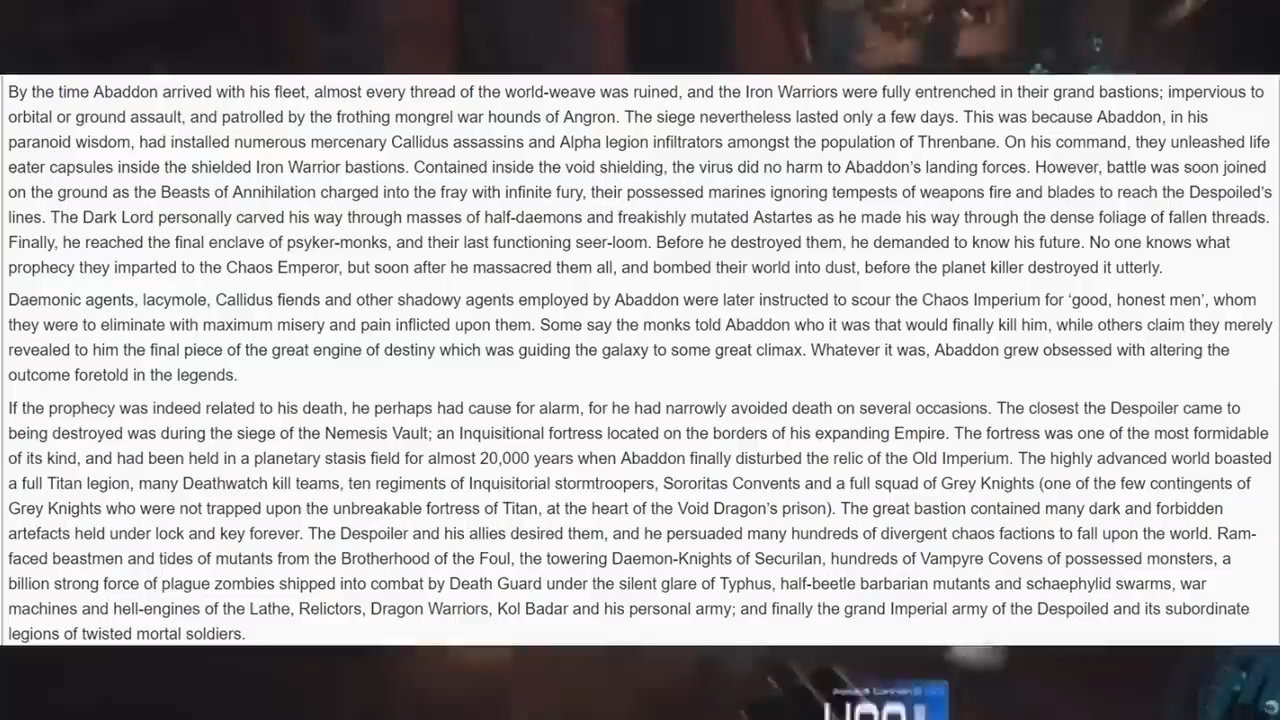 By the time Abaddon arrived with his fleet, almost every thread of the world-weave was ruined, and the Iron Warriors were fully entrenched in their grand bastions; impervious to
orbital or ground assault, and patrolled by the frothing mongrel war hounds of Angron. The siege nevertheless lasted only a few days. This was because Abaddon, in his
paranoid wisdom, had installed numerous mercenary Callidus assassins and Alpha legion infiltrators amongst the population of Threnbane. On his command, they unleashed life
eater capsules inside the shielded Iron Warrior bastions. Contained inside the void shielding, the virus did no harm to Abaddon's landing forces. However, battle was soon joined
on the ground as the Beasts of Annihilation charged into the fray with infinite fury, their possessed marines ignoring tempests of weapons fire and blades to reach the Despoiled's
lines. The Dark Lord personally carved his way through masses of half-daemons and freakishly mutated Astartes as he made his way through the dense foliage of fallen threads.
Finally, he reached the final enclave of psyker-monks, and their last functioning seer-loom. Before he destroyed them, he demanded to know his future. No one knows what
prophecy they imparted to the Chaos Emperor, but soon after he massacred them all, and bombed their world into dust, before the planet killer destroyed it utterly.
Daemonic agents, lacymole, Callidus fiends and other shadowy agents employed by Abaddon were later instructed to scour the Chaos Imperium for 'good, honest men', whom
they were to eliminate with maximum misery and pain inflicted upon them. Some say the monks told Abaddon who it was that would finally kill him, while others claim they merely
revealed to him the final piece of the great engine of destiny which was guiding the galaxy to some great climax. Whatever it was, Abaddon grew obsessed with altering the
outcome foretold in the legends.
If the prophecy was indeed related to his death, he perhaps had cause for alarm, for he had narrowly avoided death on several occasions. The closest the Despoiler came to
being destroyed was during the siege of the Nemesis Vault; an Inquisitional fortress located on the borders of his expanding Empire. The fortress was one of the most formidable
of its kind, and had been held in a planetary stasis field for almost 20,000 years when Abaddon finally disturbed the relic of the Old Imperium. The highly advanced world boasted
a full Titan legion, many Deathwatch kill teams, ten regiments of Inquisitorial stormtroopers, Sororitas Convents and a full squad of Grey Knights (one of the few contingents of
Grey Knights who were not trapped upon the unbreakable fortress of Titan, at the heart of the Void Dragon's prison). The great bastion contained many dark and forbidden
artefacts held under lock and key forever. The Despoiler and his allies desired them, and he persuaded many hundreds of divergent chaos factions to fall upon the world. Ram-
faced beastmen and tides of mutants from the Brotherhood of the Foul, the towering Daemon-Knights of Securilan, hundreds of Vampyre Covens of possessed monsters, a
billion strong force of plague zombies shipped into combat by Death Guard under the silent glare of Typhus, half-beetle barbarian mutants and schaephylid swarms, war
machines and hell-engines of the Lathe, Relictors, Dragon Warriors, Kol Badar and his personal army; and finally the grand Imperial army of the Despoiled and its subordinate
legions of twisted mortal soldiers.